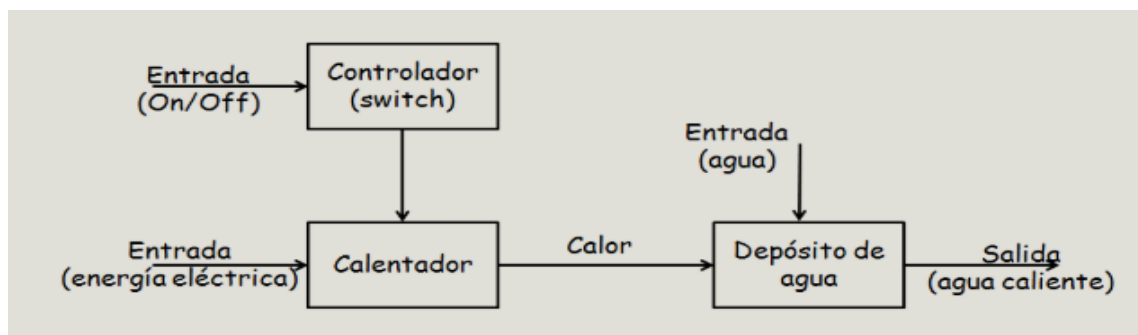 Entrada
(On/Off)
Controlador
(switch)
Entrada
(agua)
Entrada
(energía eléctrica)
Calentador
Calor
Depósito de
agua
Salida
(agua caliente)